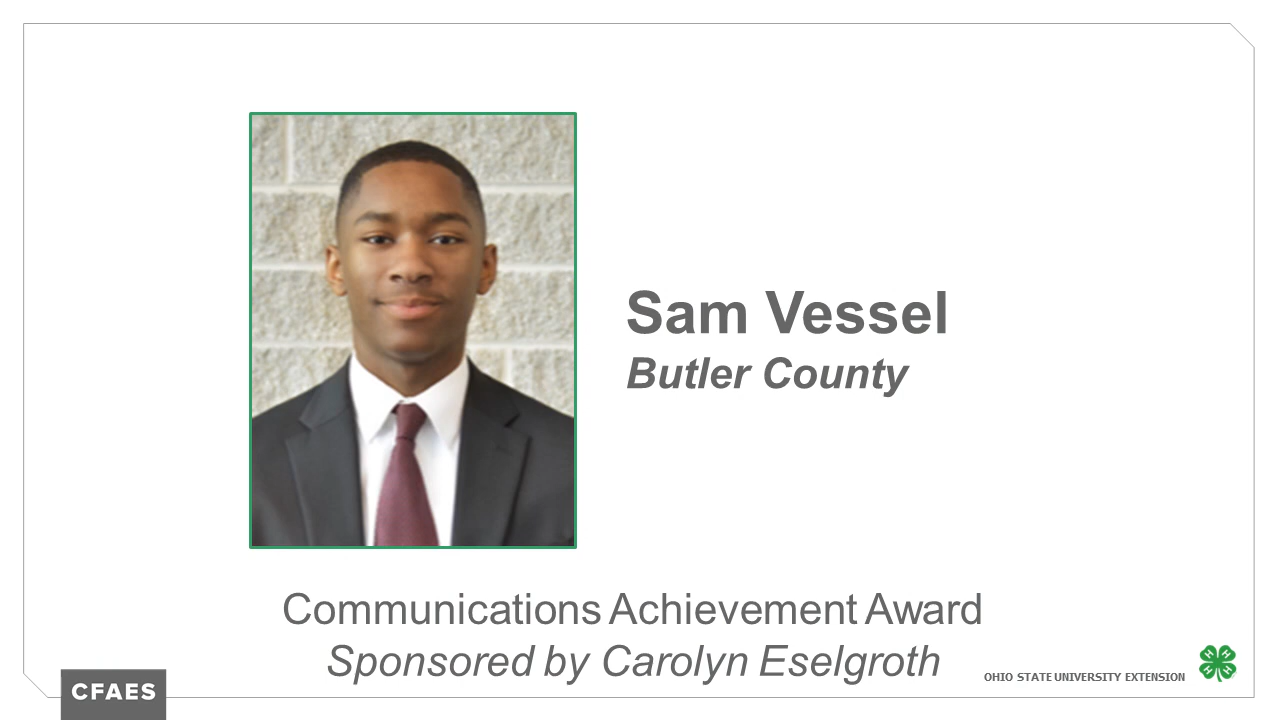 Sam Vessel
Butler County
Communications Achievement Award
Sponsored by Carolyn Eselgroth
CFAES
OHIO STATE UNIVERSITY EXTENSION
H H
H H